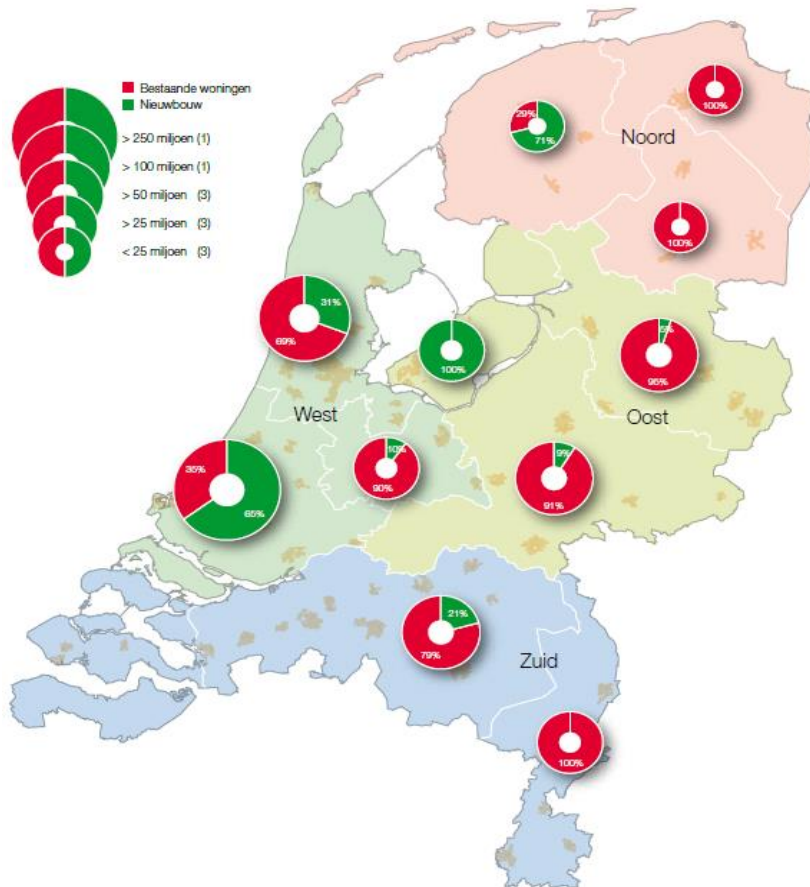 Bestaande woningen
Nieuwbouw
> 250 miljoen (1)
> 100 miljoen (1)
> 50 miljoen (3)
> 25 miljoen (3)
< 25 miljoen (3)
100%
29%
71%
Noord
100%
31%
69%
100%
5%
95%
West
Oost
10%
90%
9%
91%
35%
65%
21%
79%
Zuid
100%